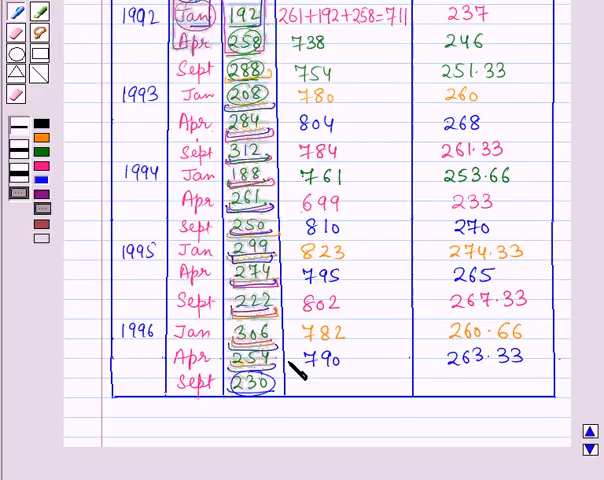 1992 Jan 192 261+192+258=711 237
Apr 258 738 246
Sept 288 754 251.33
1993 Jan 208 780 260
Apr 284 804 268
Sept 312 784 261.33
1994 Jan 188 761 253.66
Apr 261 699 233
Sept 250 810 270
1995 Jan 299 823 274.33
Apr 274 795 265
Sept 222 802 267.33
1996 Jan 306 782 260.66
Apr 254 790 263.33
Sept 230